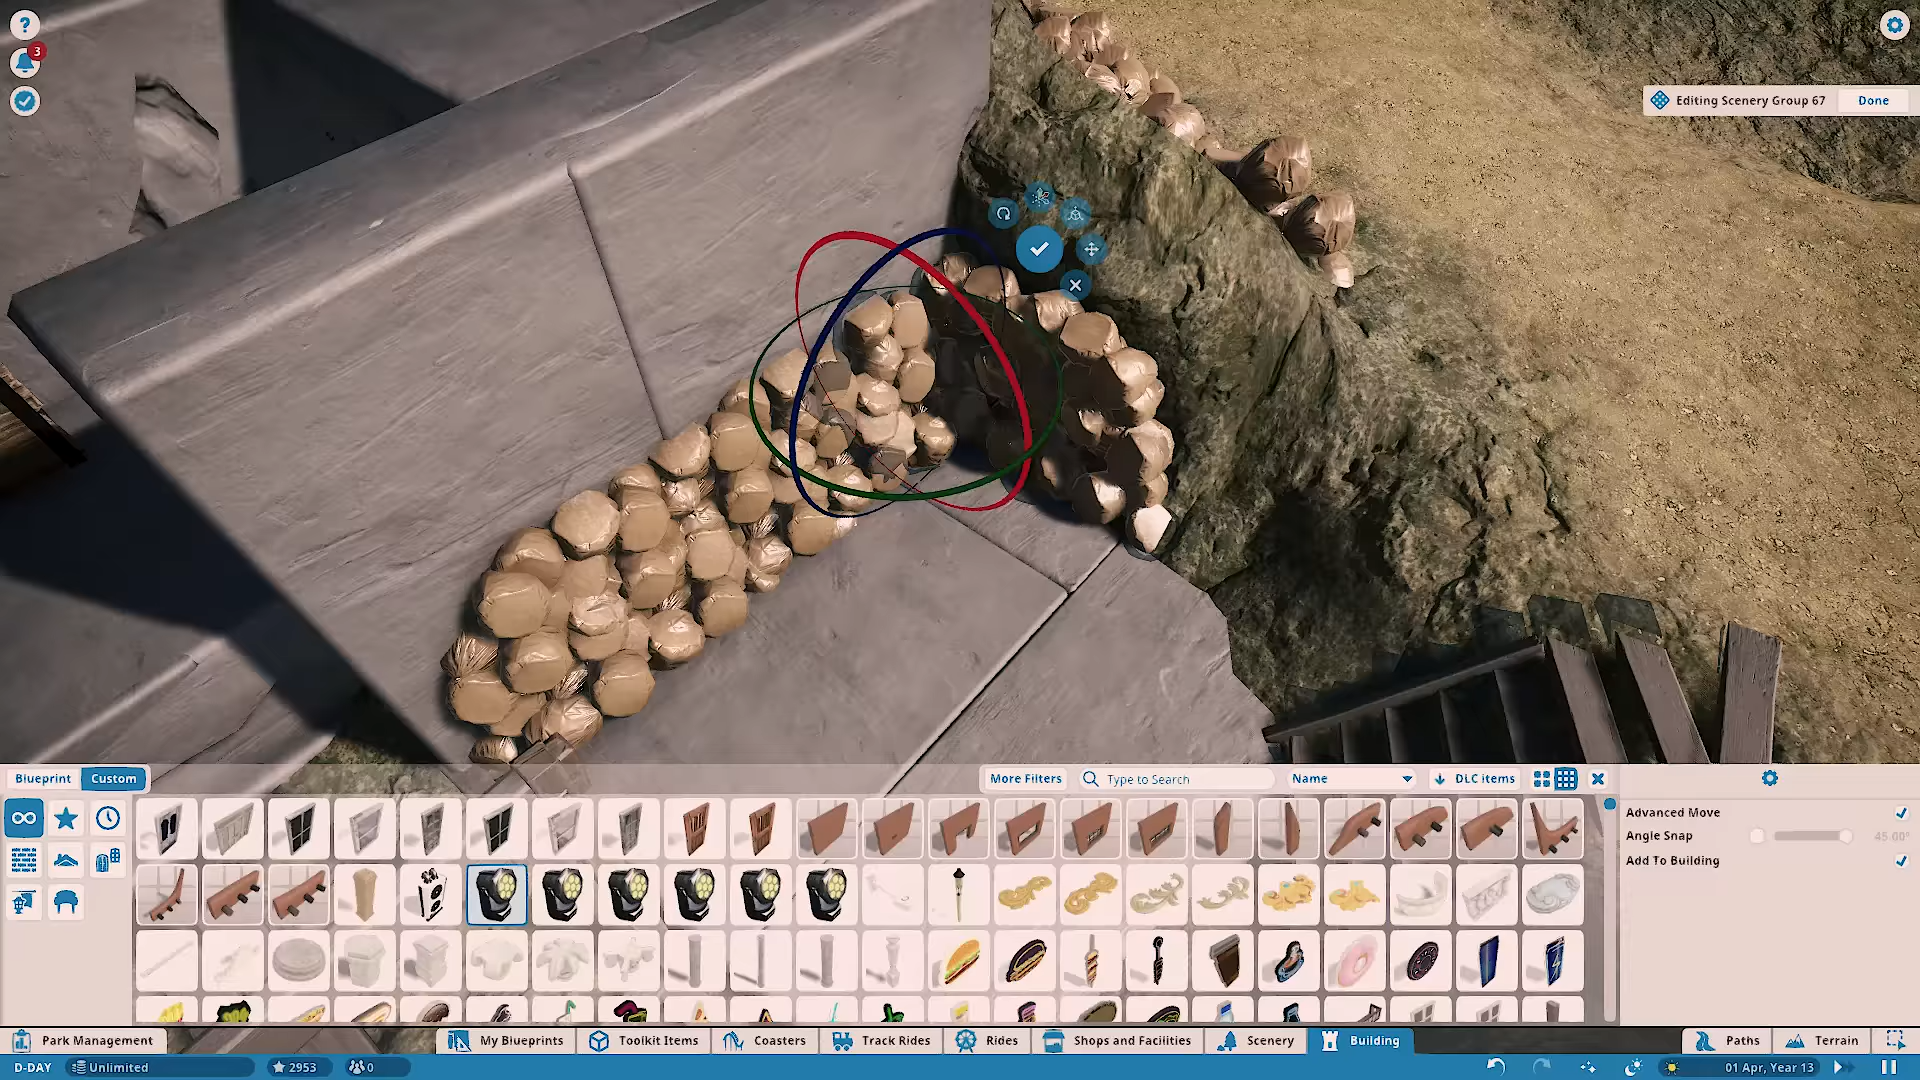 ?
3
Editing Scenery Group 67
Done
Blueprint
Custom
More Filters
Type to Search
Name
DLC items
Advanced Move
Angle Snap
45.00°
Add To Building
Park Management
My Blueprints
Toolkit Items
Coasters
Track Rides
Rides
Shops and Facilities
Scenery
Building
Paths
Terrain
D-DAY
Unlimited
2953
0
01 Apr, Year 13